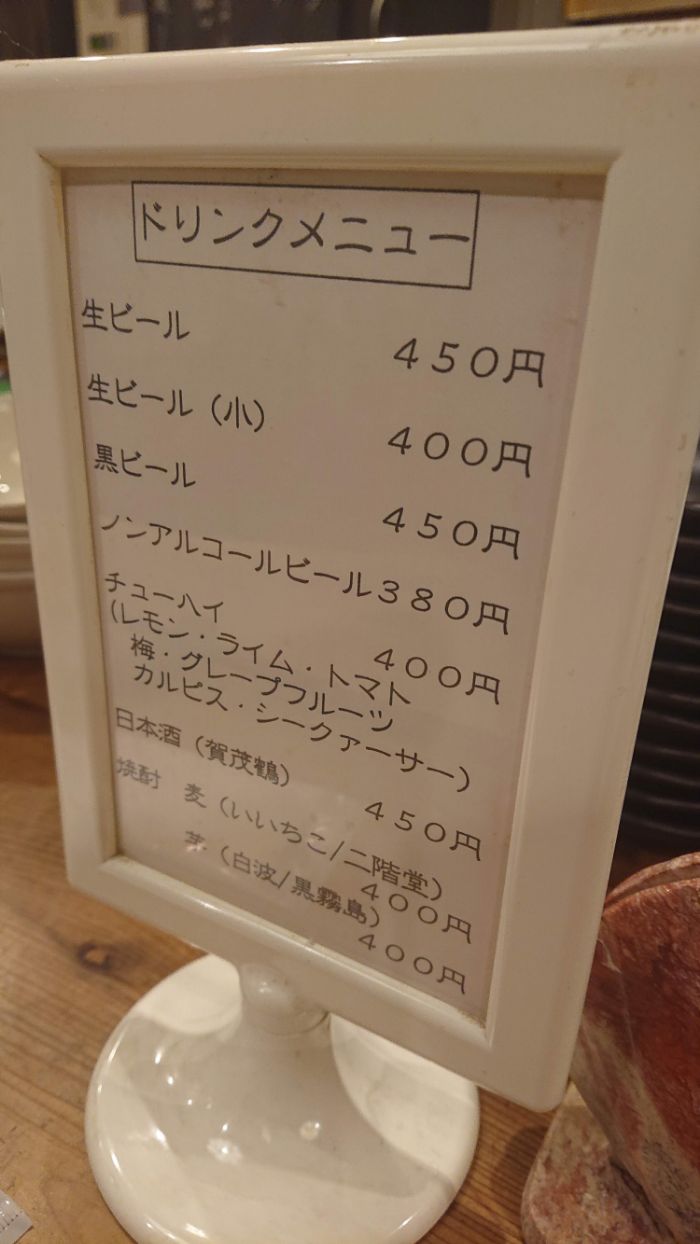 ドリンクメニュー
生ビール ４５０円
生ビール（小） ４００円
黒ビール ４５０円
ノンアルコールビール３８０円
チューハイ ４００円
（レモン・ライム・トマト
梅・グレープフルーツ
カルピス・シークァーサー）
日本酒（賀茂鶴） ４５０円
焼酎 麦（いいちこ/二階堂）
４００円
芋（白波/黒霧島）
４００円